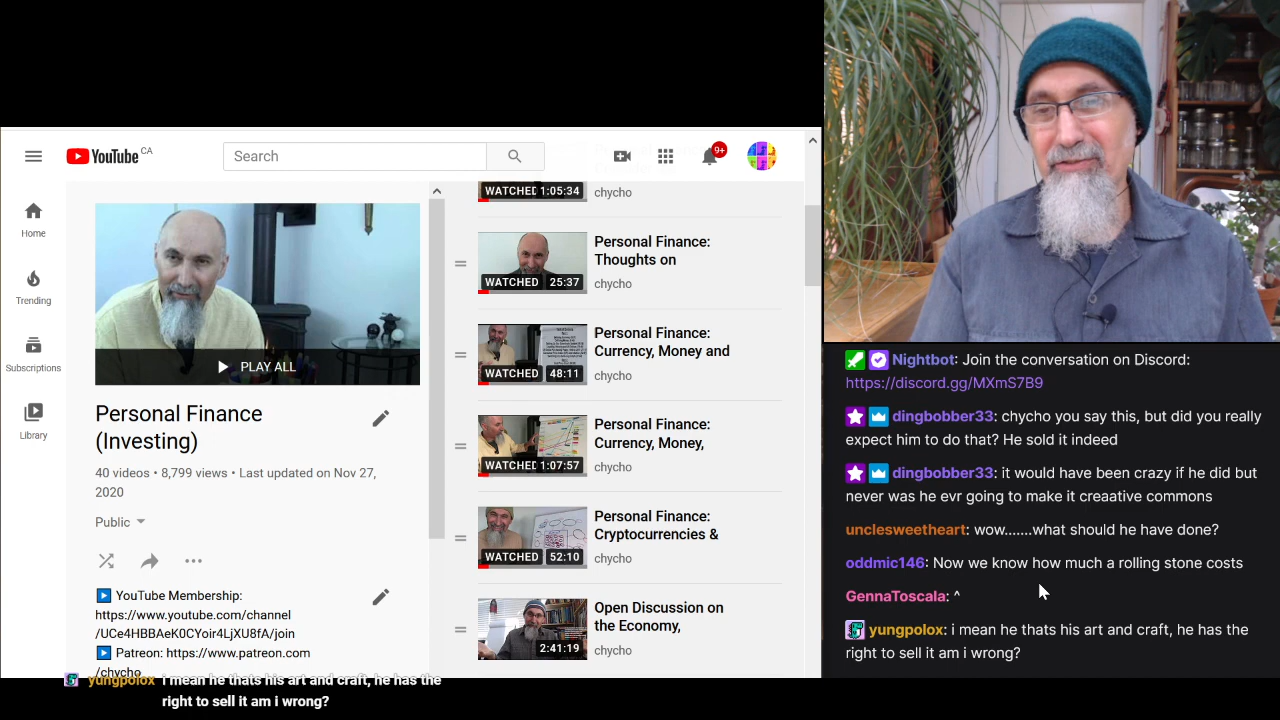 YouTube CA
Search
9+
Home
Trending
Subscriptions
Library
PLAY ALL
Personal Finance
(Investing)
40 videos • 8,799 views • Last updated on Nov 27,
2020
Public
YouTube Membership:
https://www.youtube.com/channel
/UCe4HBBAeK0CYoir4LjXU8fA/join
Patreon: https://www.patreon.com
/chycho
WATCHED 1:05:34
chycho
Personal Finance:
Thoughts on
WATCHED 25:37
chycho
Personal Finance:
Currency, Money and
WATCHED 48:11
chycho
Personal Finance:
Currency, Money,
WATCHED 1:07:57
chycho
Personal Finance:
Cryptocurrencies &
WATCHED 52:10
chycho
Open Discussion on
the Economy,
2:41:19
chycho
Nightbot: Join the conversation on Discord:
https://discord.gg/MXmS7B9
dingbobber33: chycho you say this, but did you really
expect him to do that? He sold it indeed
dingbobber33: it would have been crazy if he did but
never was he evr going to make it creaative commons
unclesweetheart: wow.......what should he have done?
oddmic146: Now we know how much a rolling stone costs
GennaToscala: ^
yungpolox: i mean he thats his art and craft, he has the
right to sell it am i wrong?
yungpolox: i mean he thats his art and craft, he has the
right to sell it am i wrong?